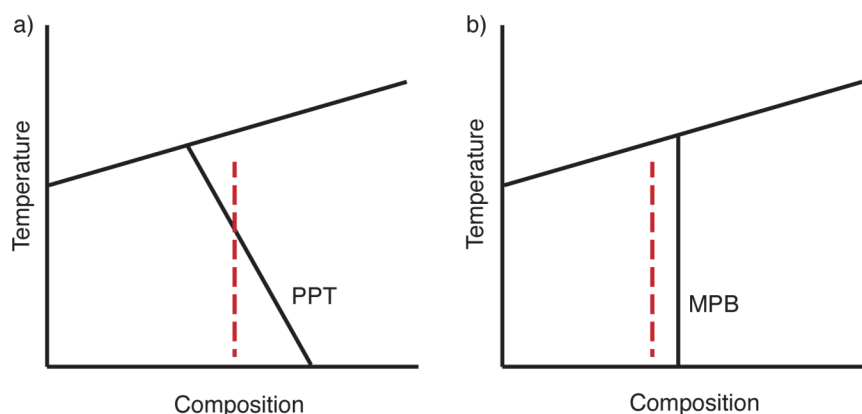 a)
Temperature
PPT
Composition
b)
Temperature
MPB
Composition